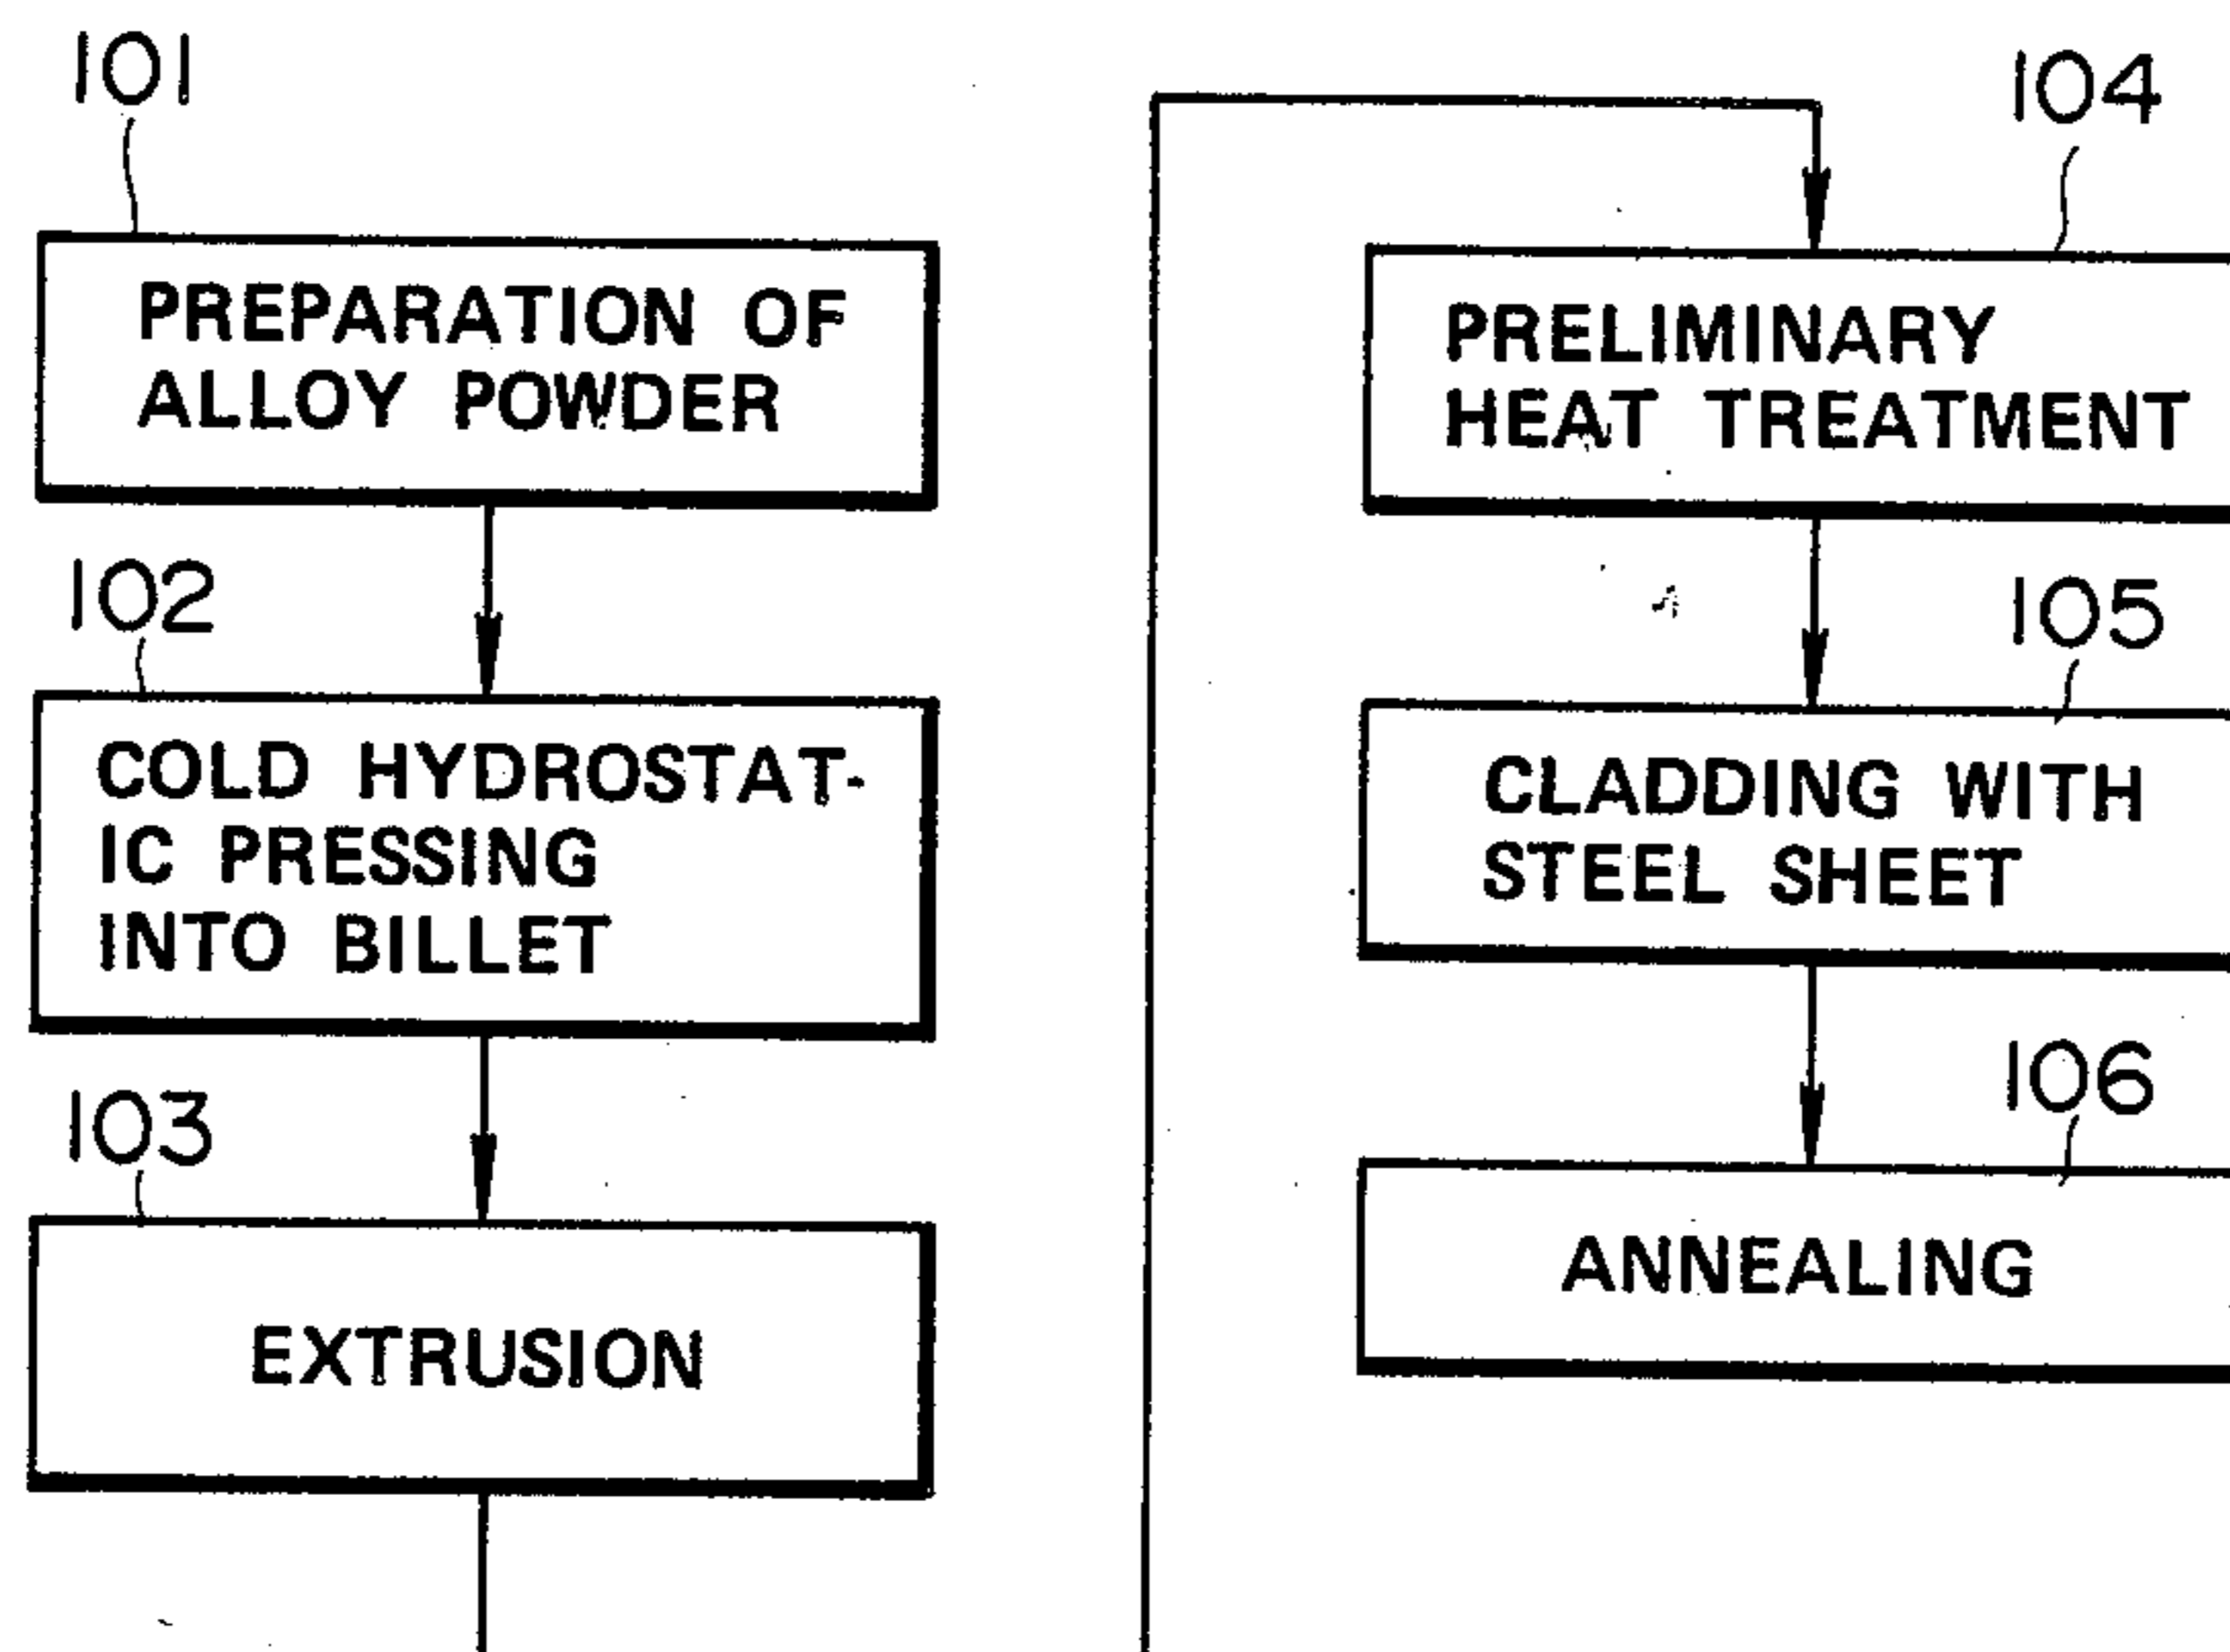 101
PREPARATION OF
ALLOY POWDER
102
COLD HYDROSTAT-
IC PRESSING
INTO BILLET
103
EXTRUSION
104
PRELIMINARY
HEAT TREATMENT
105
CLADDING WITH
STEEL SHEET
106
ANNEALING